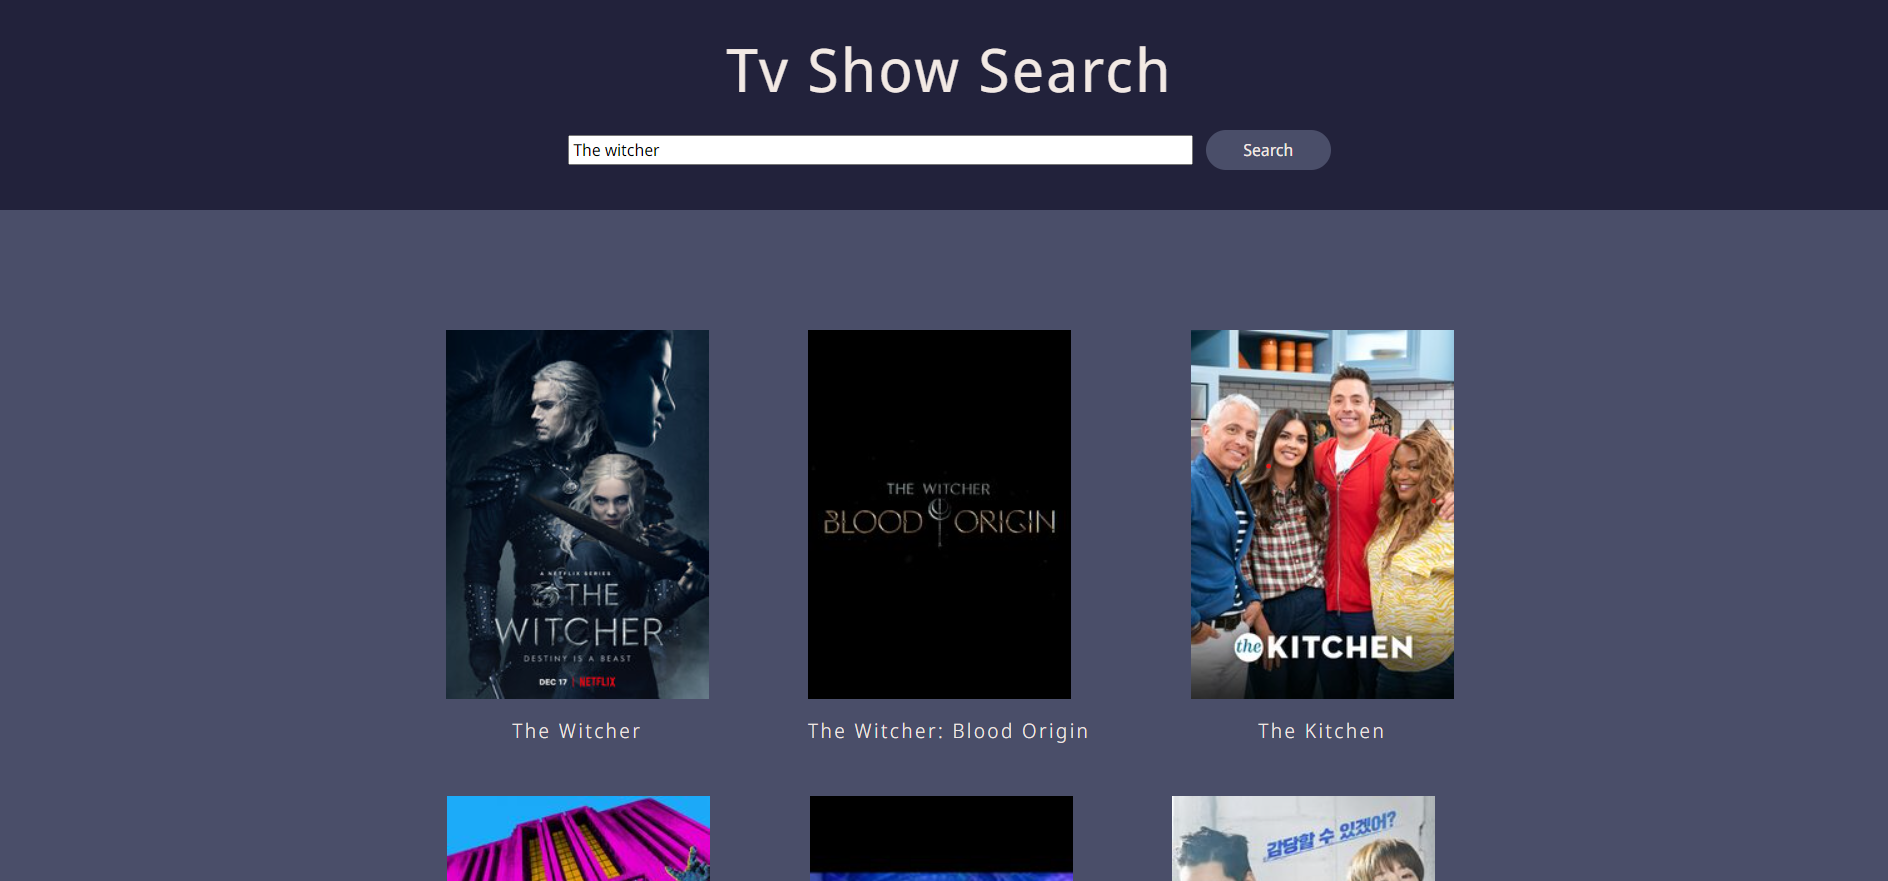 Tv Show Search
The witcher
Search
A NETFLIX SERIES
THE
WITCHER
DESTINY IS A BEAST
DEC 17 | NETFLIX
THE WITCHER
BLOOD ORIGIN
the KITCHEN
The Witcher
The Witcher: Blood Origin
The Kitchen
감당할 수 있겠어?